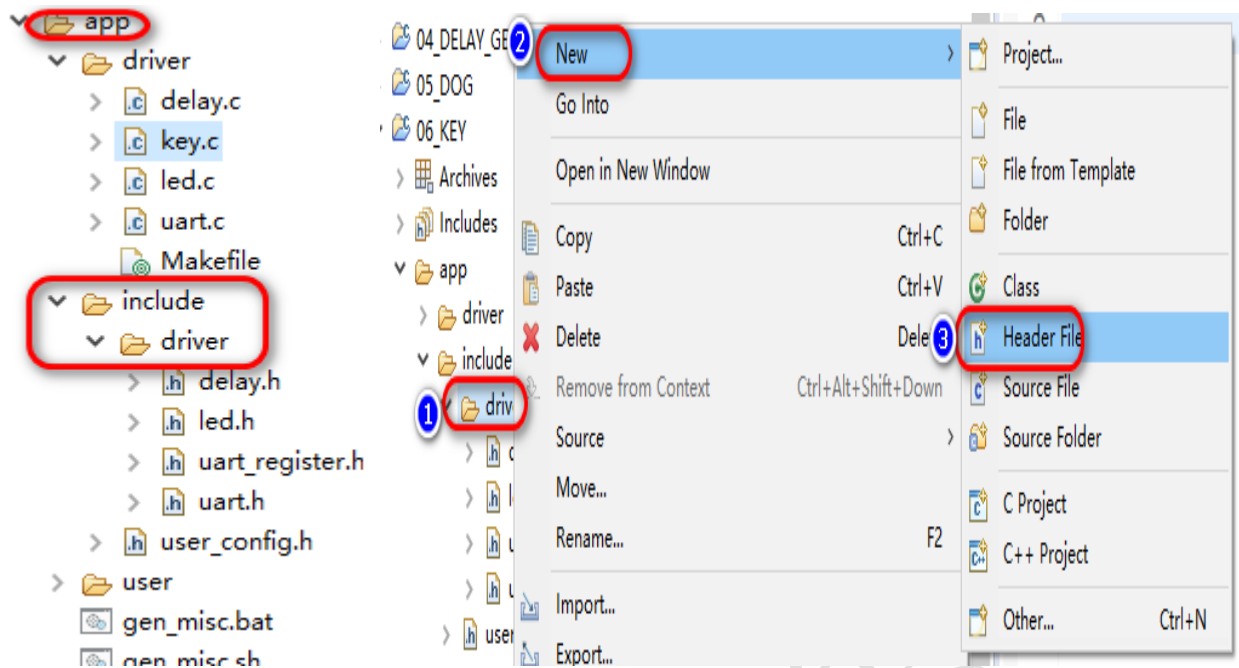 app
driver
delay.c
key.c
led.c
uart.c
Makefile
include
driver
delay.h
led.h
uart_register.h
uart.h
user_config.h
user
gen_misc.bat
gen_misc.sh
04_DELAY_GE
05_DOG
06_KEY
Archives
Includes
app
driver
include
1 driv
user
2 New
Go Into
Open in New Window
Copy Ctrl+C
Paste Ctrl+V
Delete Dele
Remove from Context Ctrl+Alt+Shift+Down
Source
Move...
Rename... F2
Import...
Export...
Project...
File
File from Template
Folder
Class
3 Header File
Source File
Source Folder
C Project
C++ Project
Other... Ctrl+N